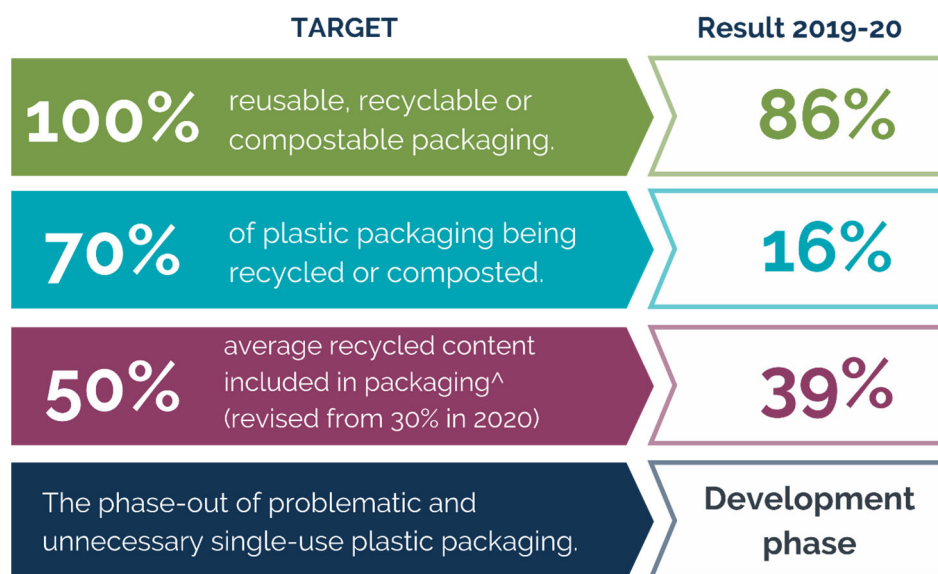 TARGET
Result 2019-20
100%
reusable, recyclable or
compostable packaging.
86%
70%
of plastic packaging being
recycled or composted.
16%
50%
average recycled content
included in packaging^
(revised from 30% in 2020)
39%
The phase-out of problematic and
unnecessary single-use plastic packaging.
Development
phase